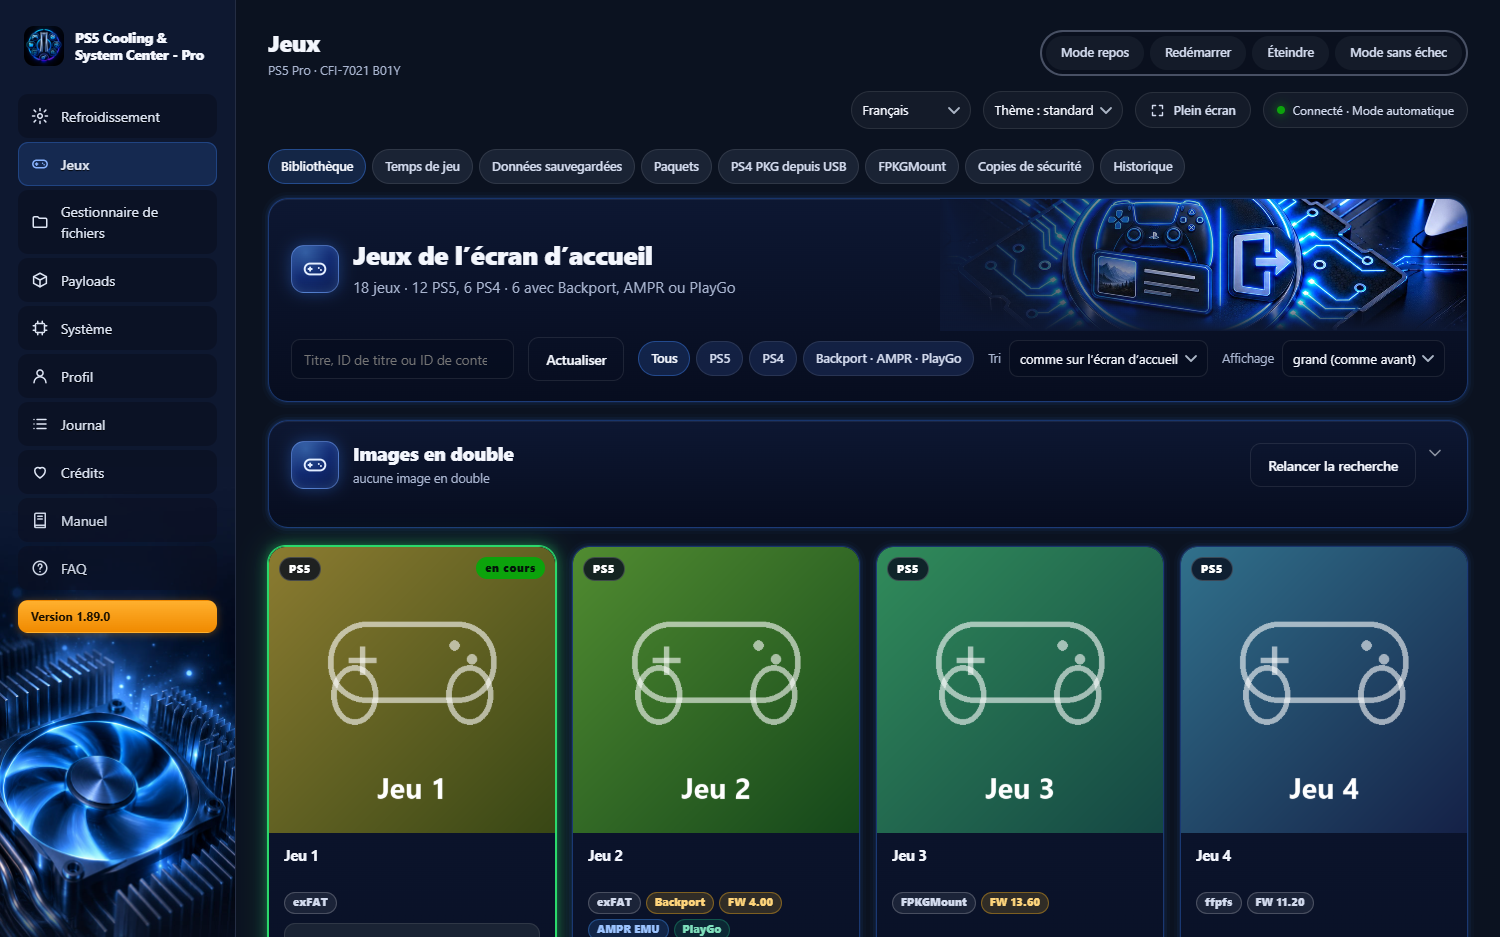 PS5 Cooling &
System Center - Pro
Refroidissement
Jeux
Gestionnaire de
fichiers
Payloads
Système
Profil
Journal
Crédits
Manuel
FAQ
Version 1.89.0
Jeux
PS5 Pro · CFI-7021 B01Y
Mode repos
Redémarrer
Éteindre
Mode sans échec
Français
Thème : standard
Plein écran
Connecté · Mode automatique
Bibliothèque
Temps de jeu
Données sauvegardées
Paquets
PS4 PKG depuis USB
FPKGMount
Copies de sécurité
Historique
Jeux de l’écran d’accueil
18 jeux · 12 PS5, 6 PS4 · 6 avec Backport, AMPR ou PlayGo
Titre, ID de titre ou ID de conte
Actualiser
Tous
PS5
PS4
Backport · AMPR · PlayGo
Tri
comme sur l’écran d’accueil
Affichage
grand (comme avant)
Images en double
aucune image en double
Relancer la recherche
PS5
en cours
Jeu 1
Jeu 1
exFAT
PS5
Jeu 2
Jeu 2
exFAT
Backport
FW 4.00
AMPR EMU
PlayGo
PS5
Jeu 3
Jeu 3
FPKGMount
FW 13.60
PS5
Jeu 4
Jeu 4
ffpfs
FW 11.20